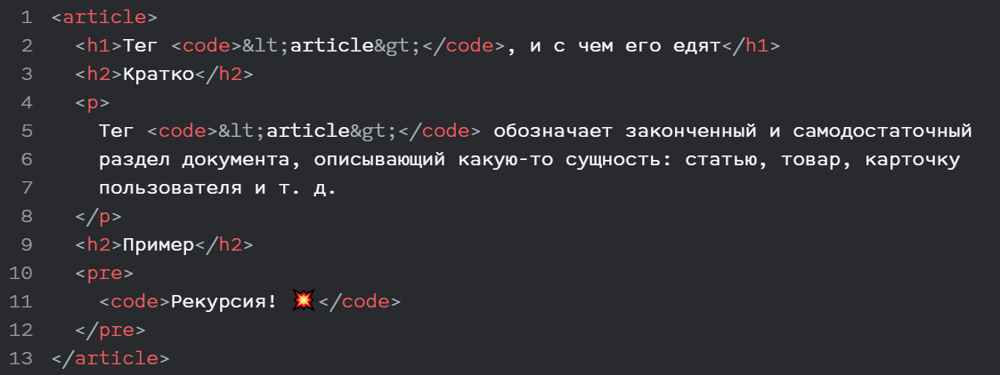 1 <article>
2   <h1>Тег <code>&lt;article&gt;</code>, и с чем его едят</h1>
3   <h2>Кратко</h2>
4   <p>
5     Тег <code>&lt;article&gt;</code> обозначает законченный и самодостаточный
6     раздел документа, описывающий какую-то сущность: статью, товар, карточку
7     пользователя и т. д.
8   </p>
9   <h2>Пример</h2>
10   <pre>
11     <code>Рекурсия! 💥</code>
12   </pre>
13 </article>